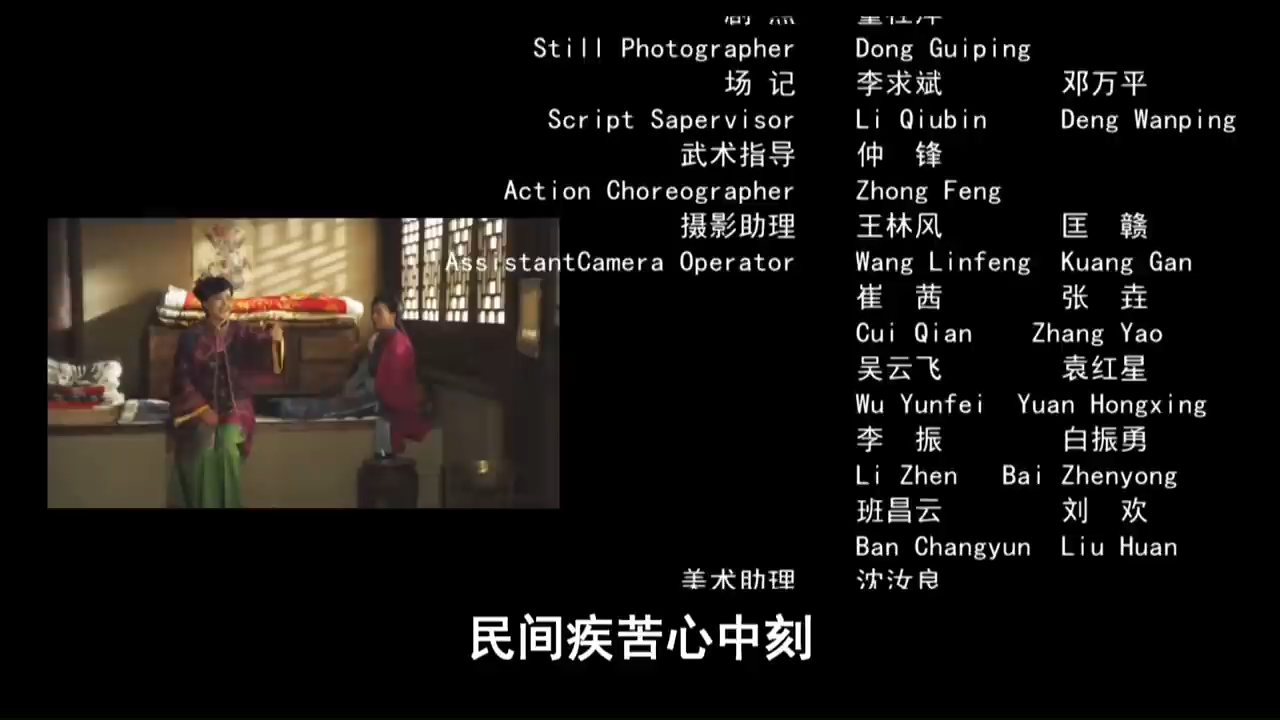 Still Photographer Dong Guiping
场 记 李求斌 邓万平
Script Sapervisor Li Qiubin Deng Wanping
武术指导 仲 锋
Action Choreographer Zhong Feng
摄影助理 王林风 匡 赣
AssistantCamera Operator Wang Linfeng Kuang Gan
崔 茜 张 垚
Cui Qian Zhang Yao
吴云飞 袁红星
Wu Yunfei Yuan Hongxing
李 振 白振勇
Li Zhen Bai Zhenyong
班昌云 刘 欢
Ban Changyun Liu Huan
美术助理 沈汝良
民间疾苦心中刻